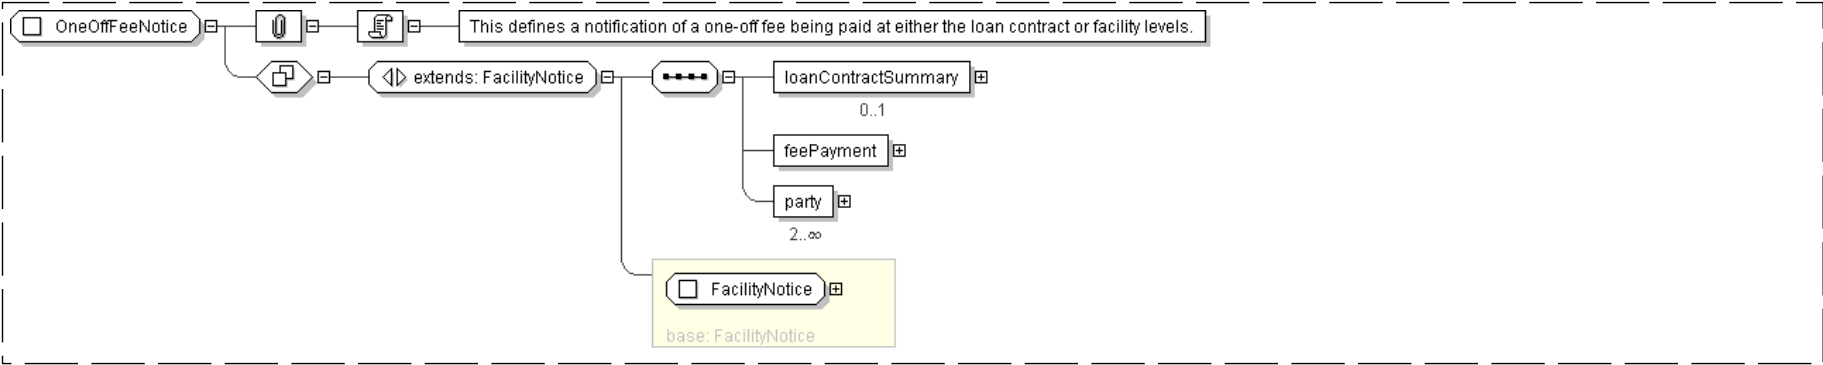 OneOffFeeNotice
This defines a notification of a one-off fee being paid at either the loan contract or facility levels.
extends: FacilityNotice
loanContractSummary
0..1
feePayment
party
2..∞
FacilityNotice
base: FacilityNotice